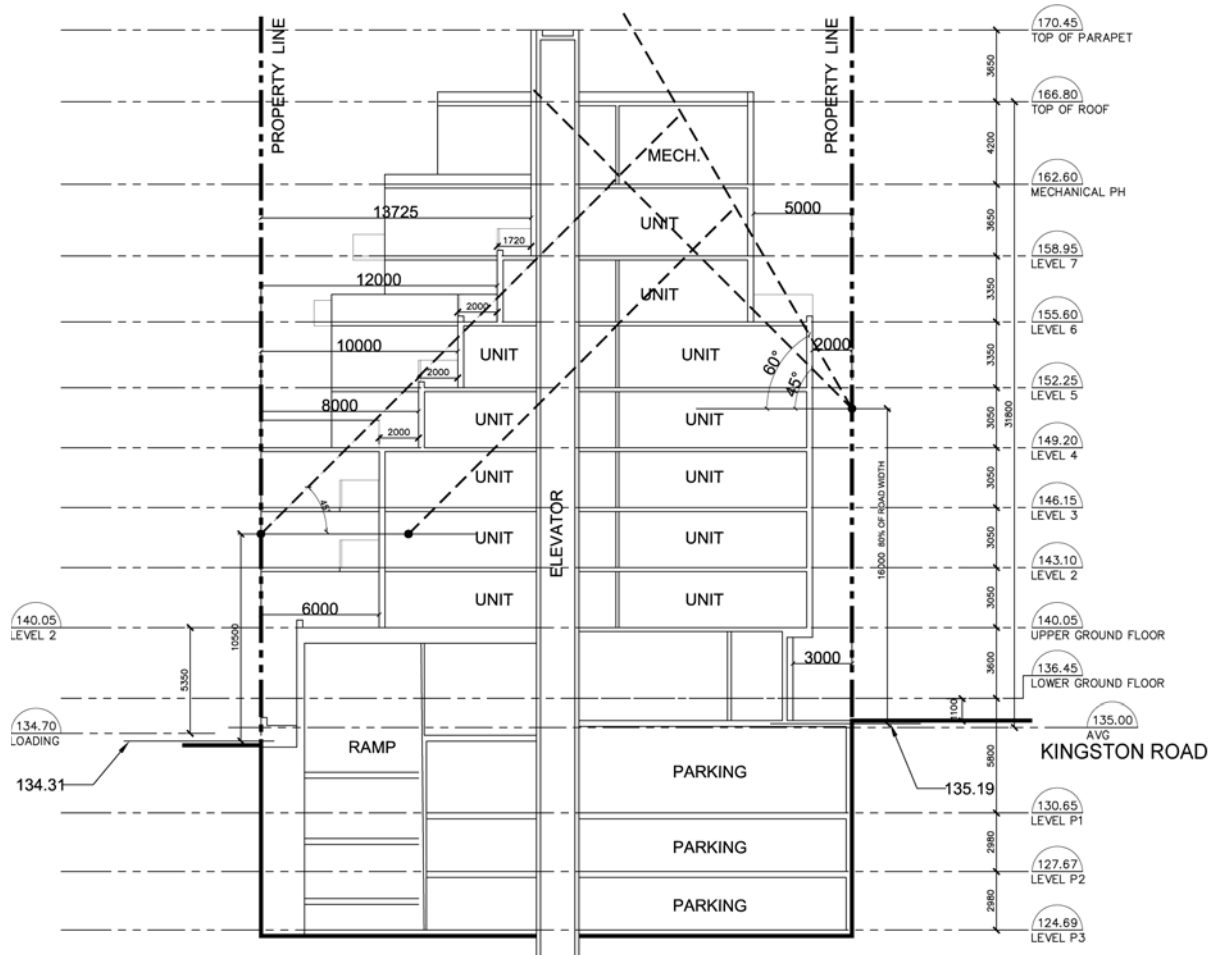 170.45
TOP OF PARAPET
PROPERTY LINE
PROPERTY LINE
3650
166.80
TOP OF ROOF
4200
MECH.
162.60
MECHANICAL PH
13725
5000
UNIT
3650
1720
158.95
LEVEL 7
12000
UNIT
3350
2000
155.60
LEVEL 6
10000
UNIT
UNIT
60°
45°
2000
3350
2000
152.25
LEVEL 5
8000
UNIT
UNIT
3050
31800
2000
149.20
LEVEL 4
UNIT
UNIT
3050
45°
146.15
LEVEL 3
ELEVATOR
UNIT
UNIT
16000 80% OF ROAD WIDTH
3050
143.10
LEVEL 2
6000
UNIT
UNIT
3050
140.05
LEVEL 2
140.05
UPPER GROUND FLOOR
10500
5350
3000
3600
136.45
LOWER GROUND FLOOR
1100
134.70
LOADING
135.00
AVG
KINGSTON ROAD
RAMP
134.31
PARKING
5800
135.19
130.65
LEVEL P1
PARKING
2980
127.67
LEVEL P2
PARKING
2980
124.69
LEVEL P3